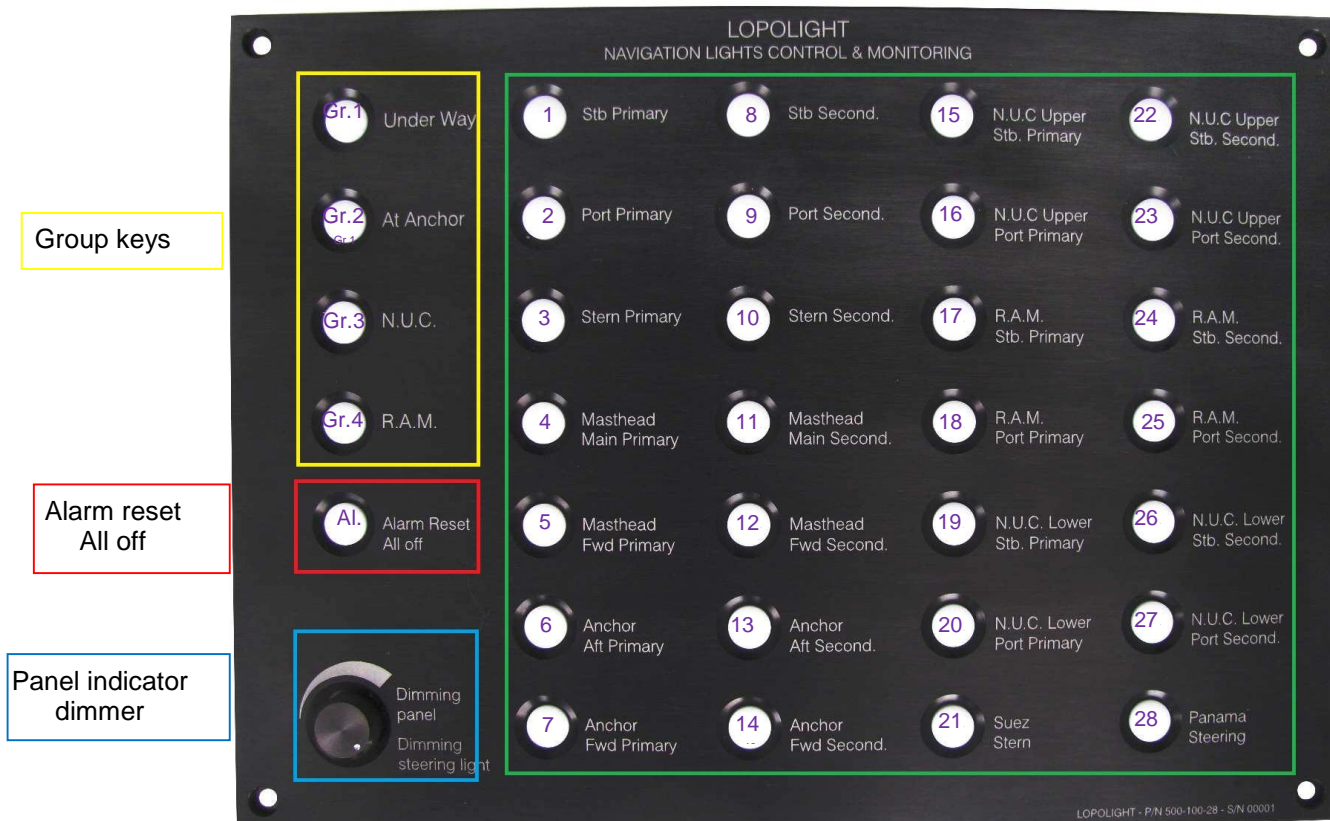 LOPOLIGHT
NAVIGATION LIGHTS CONTROL & MONITORING
Group keys
Gr.1 Under Way
Gr.2 At Anchor
Gr.1
Gr.3 N.U.C.
Gr.4 R.A.M.
Alarm reset
All off
Al. Alarm Reset
All off
Panel indicator
dimmer
Dimming
panel
Dimming
steering light
1 Stb Primary
2 Port Primary
3 Stern Primary
4 Masthead
Main Primary
5 Masthead
Fwd Primary
6 Anchor
Aft Primary
7 Anchor
Fwd Primary
8 Stb Second.
9 Port Second.
10 Stern Second.
11 Masthead
Main Second.
12 Masthead
Fwd Second.
13 Anchor
Aft Second.
14 Anchor
Fwd Second.
15 N.U.C Upper
Stb. Primary
16 N.U.C Upper
Port Primary
17 R.A.M.
Stb. Primary
18 R.A.M.
Port Primary
19 N.U.C. Lower
Stb. Primary
20 N.U.C. Lower
Port Primary
21 Suez
Stern
22 N.U.C Upper
Stb. Second.
23 N.U.C Upper
Port Second.
24 R.A.M.
Stb. Second.
25 R.A.M.
Port Second.
26 N.U.C. Lower
Stb. Second.
27 N.U.C. Lower
Port Second.
28 Panama
Steering
LOPOLIGHT - P/N 500-100-28 - S/N 00001